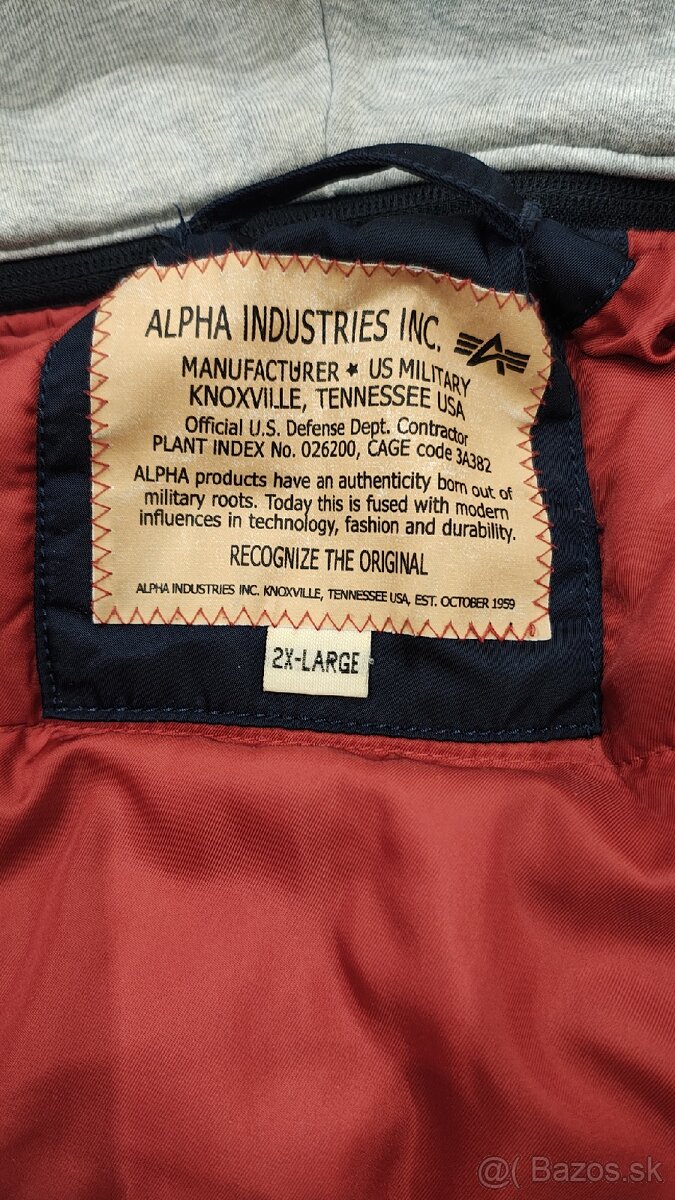 ALPHA INDUSTRIES INC.
MANUFACTURER ★ US MILITARY
KNOXVILLE, TENNESSEE USA
Official U.S. Defense Dept. Contractor
PLANT INDEX No. 026200, CAGE code 3A382
ALPHA products have an authenticity born out of
military roots. Today this is fused with modern
influences in technology, fashion and durability.
RECOGNIZE THE ORIGINAL
ALPHA INDUSTRIES INC. KNOXVILLE, TENNESSEE USA, EST. OCTOBER 1959
2X-LARGE
@( Bazos.sk